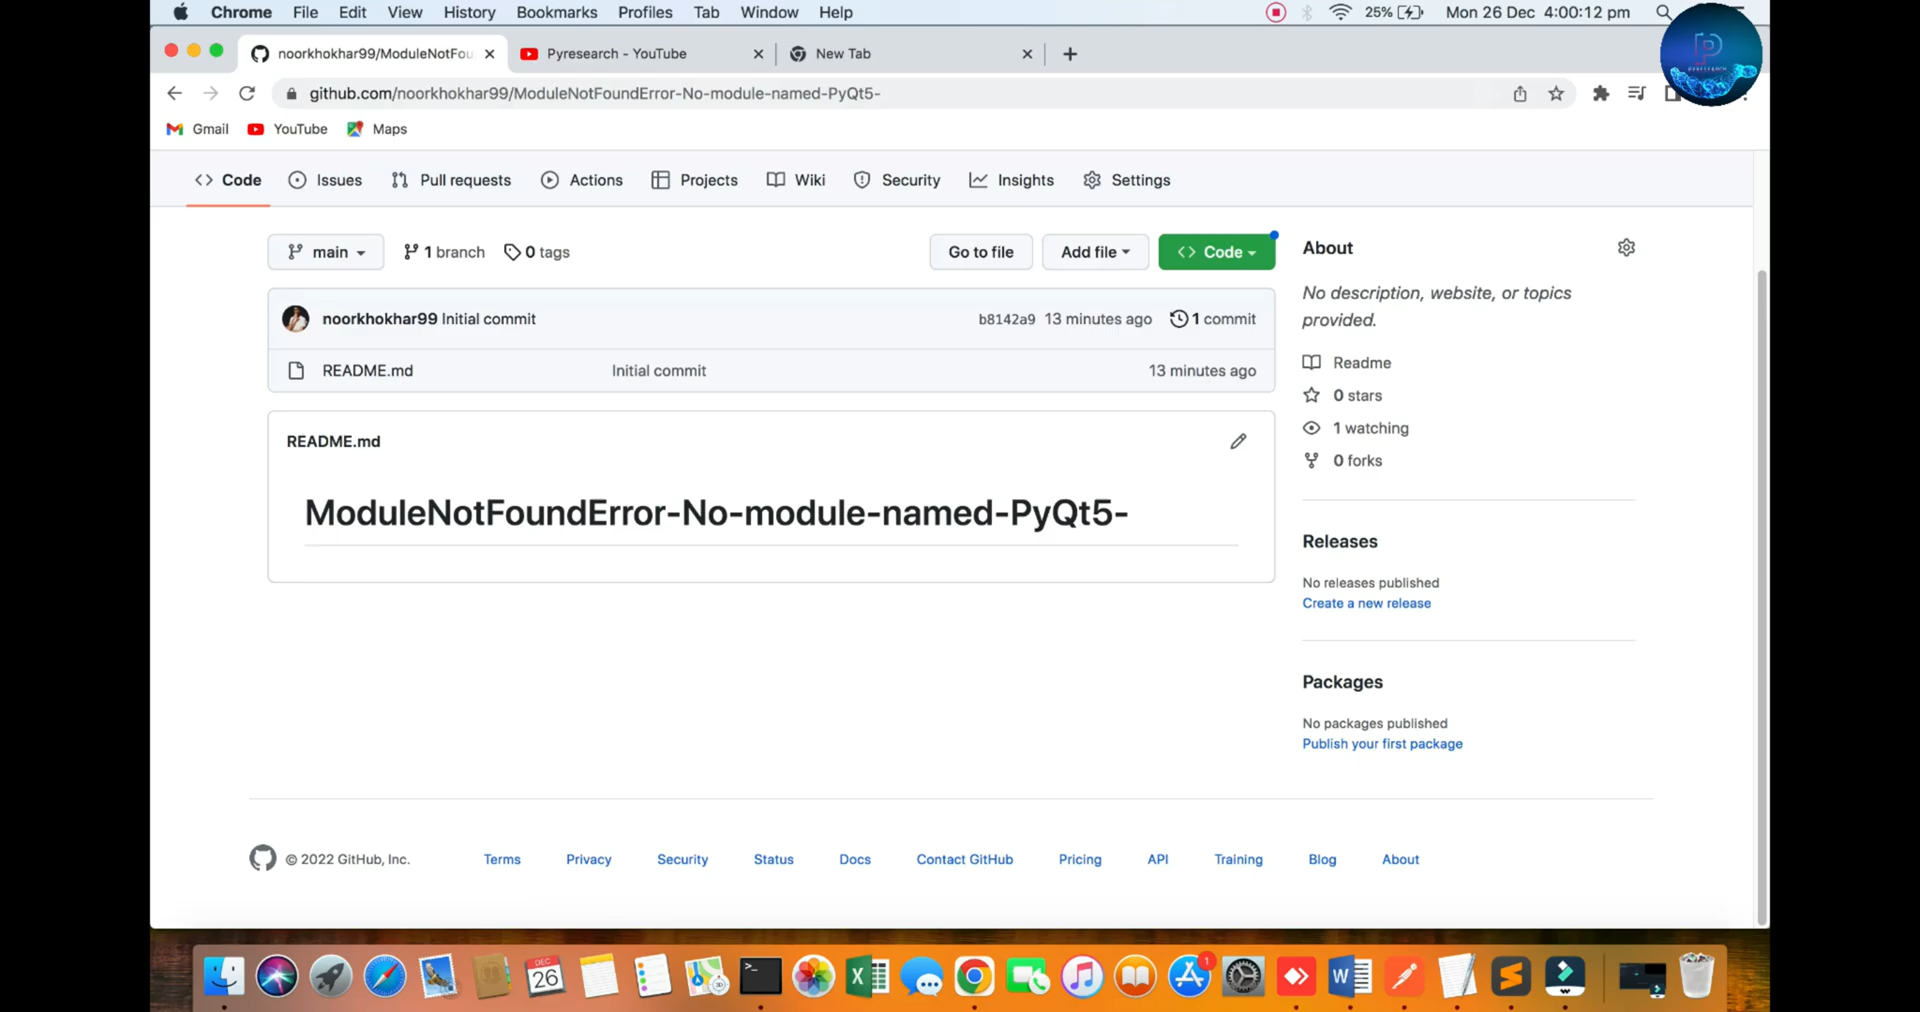 Chrome File Edit View History Bookmarks Profiles Tab Window Help 25% Mon 26 Dec 4:00:12 pm
noorkhokhar99/ModuleNotFou Pyresearch - YouTube New Tab
github.com/noorkhokhar99/ModuleNotFoundError-No-module-named-PyQt5-
Gmail YouTube Maps
Code Issues Pull requests Actions Projects Wiki Security Insights Settings
main 1 branch 0 tags Go to file Add file Code
About
No description, website, or topics
provided.
noorkhokhar99 Initial commit b8142a9 13 minutes ago 1 commit
README.md Initial commit 13 minutes ago
Readme
0 stars
1 watching
0 forks
README.md
ModuleNotFoundError-No-module-named-PyQt5-
Releases
No releases published
Create a new release
Packages
No packages published
Publish your first package
© 2022 GitHub, Inc. Terms Privacy Security Status Docs Contact GitHub Pricing API Training Blog About
DEC
26
1